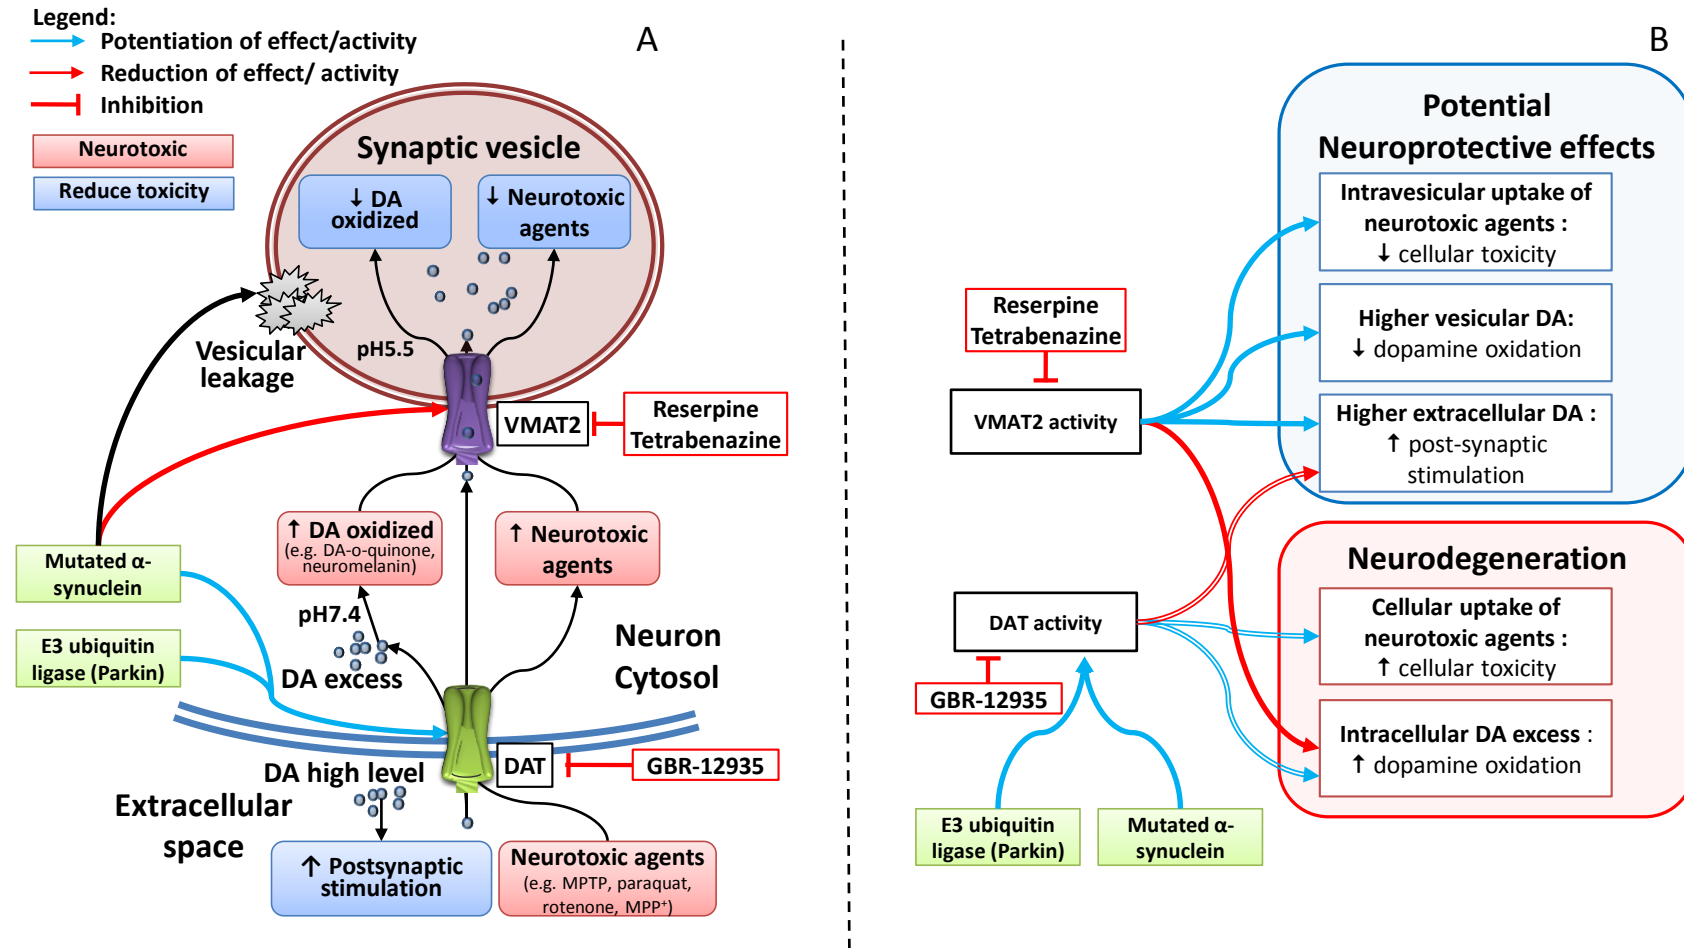 Legend:
Potentiation of effect/activity
Reduction of effect/ activity
Inhibition
Neurotoxic
Reduce toxicity
A
Synaptic vesicle
↓ DA
oxidized
↓ Neurotoxic
agents
pH5.5
Vesicular
leakage
VMAT2
Reserpine
Tetrabenazine
↑ DA oxidized
(e.g. DA-o-quinone,
neuromelanin)
↑ Neurotoxic
agents
Mutated α-
synuclein
E3 ubiquitin
ligase (Parkin)
pH7.4
DA excess
Neuron
Cytosol
DA high level
DAT
GBR-12935
Extracellular
space
↑ Postsynaptic
stimulation
Neurotoxic agents
(e.g. MPTP, paraquat,
rotenone, MPP⁺)
B
Potential
Neuroprotective effects
Intravesicular uptake of
neurotoxic agents :
↓ cellular toxicity
Higher vesicular DA:
↓ dopamine oxidation
Higher extracellular DA :
↑ post-synaptic
stimulation
Reserpine
Tetrabenazine
VMAT2 activity
Neurodegeneration
Cellular uptake of
neurotoxic agents :
↑ cellular toxicity
Intracellular DA excess :
↑ dopamine oxidation
DAT activity
GBR-12935
E3 ubiquitin
ligase (Parkin)
Mutated α-
synuclein